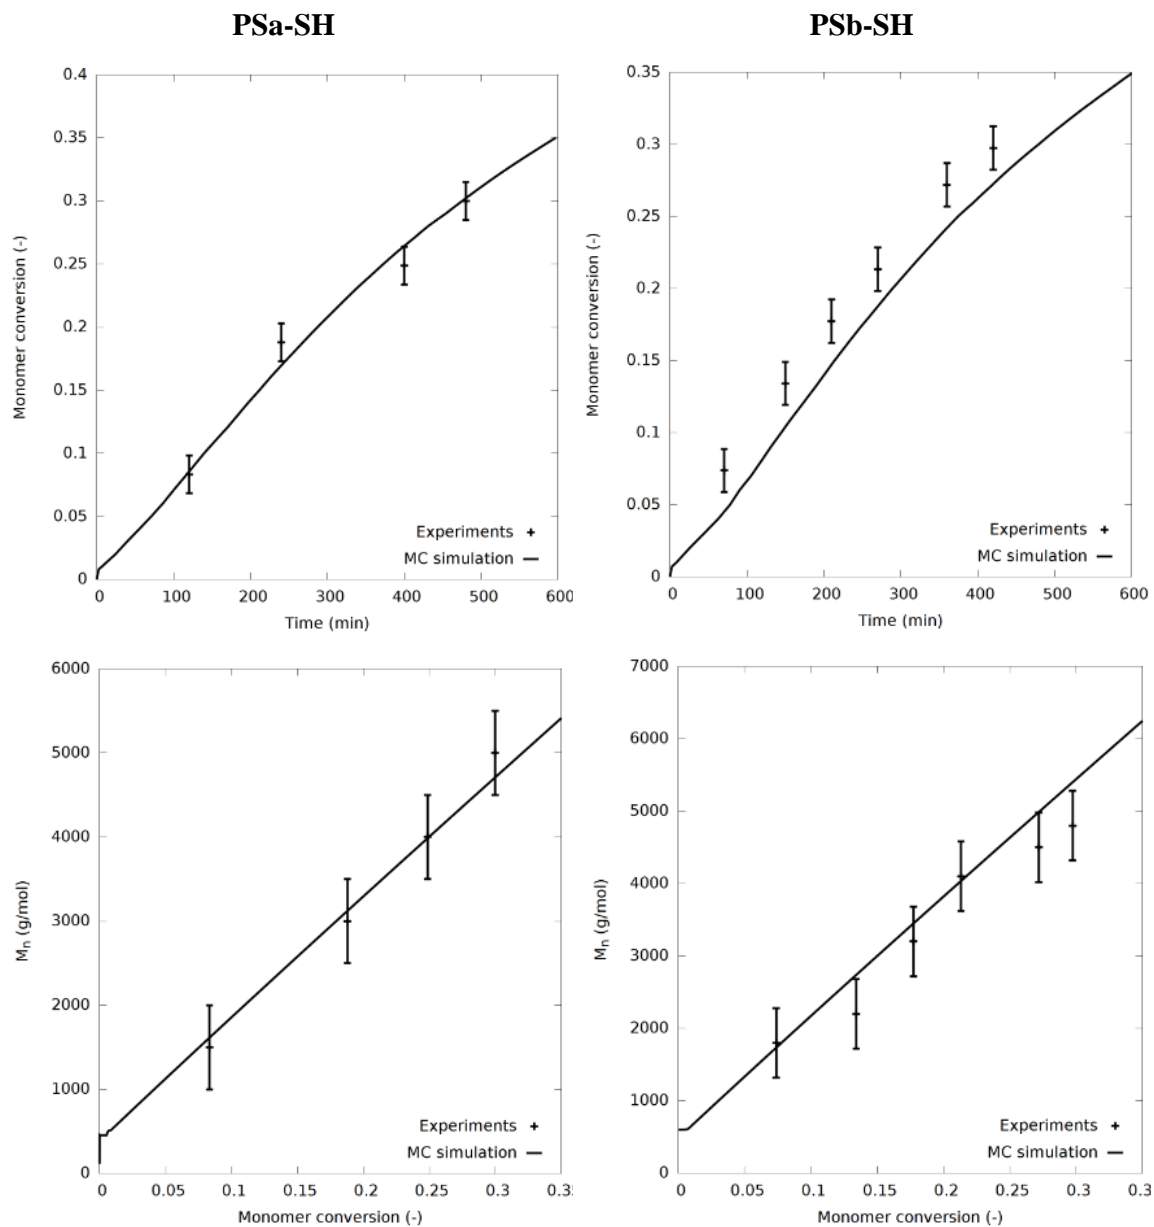 PSa-SH
PSb-SH
0.4
0.35
0.3
0.25
0.2
0.15
0.1
0.05
0
Monomer conversion (-)
Experiments
MC simulation
0 100 200 300 400 500 600
Time (min)
0.35
0.3
0.25
0.2
0.15
0.1
0.05
0
Monomer conversion (-)
Experiments
MC simulation
0 100 200 300 400 500 600
Time (min)
6000
5000
4000
3000
2000
1000
0
Mn (g/mol)
Experiments
MC simulation
0 0.05 0.1 0.15 0.2 0.25 0.3 0.35
Monomer conversion (-)
7000
6000
5000
4000
3000
2000
1000
0
Mn (g/mol)
Experiments
MC simulation
0 0.05 0.1 0.15 0.2 0.25 0.3 0.3
Monomer conversion (-)